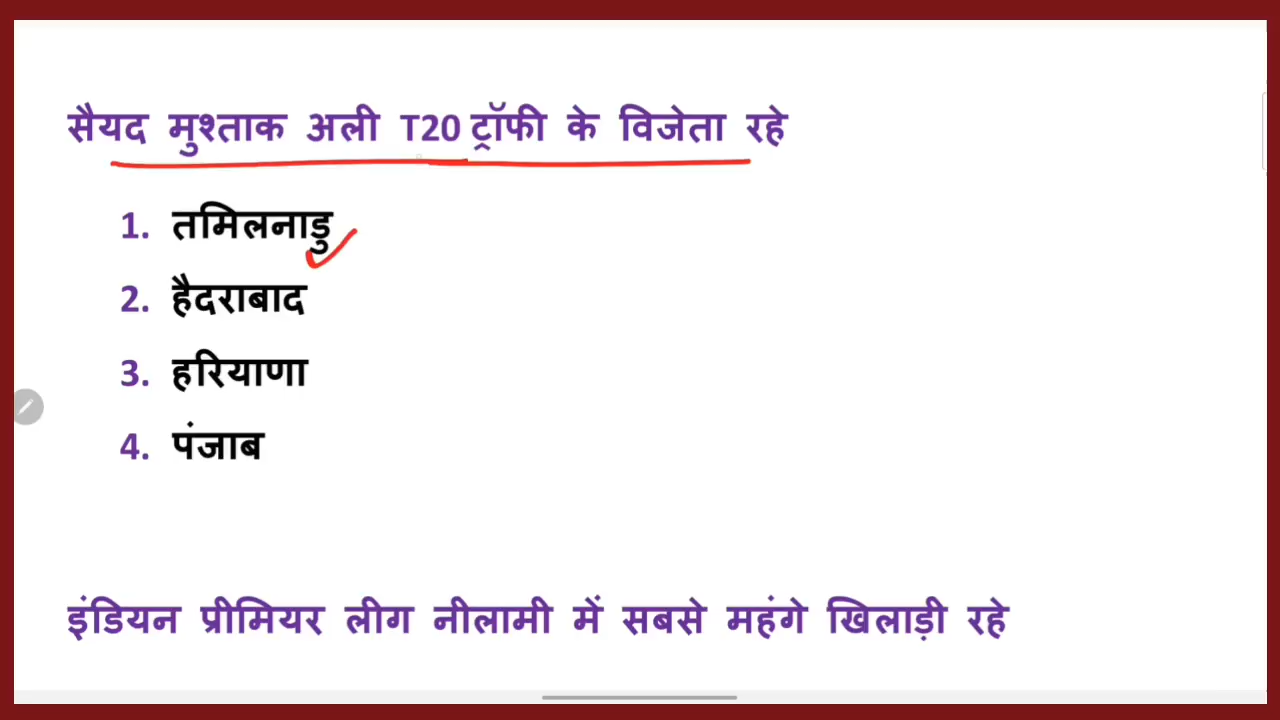 सैयद मुश्ताक अली T20 ट्रॉफी के विजेता रहे
1. तमिलनाडु
2. हैदराबाद
3. हरियाणा
4. पंजाब
इंडियन प्रीमियर लीग नीलामी में सबसे महंगे खिलाड़ी रहे